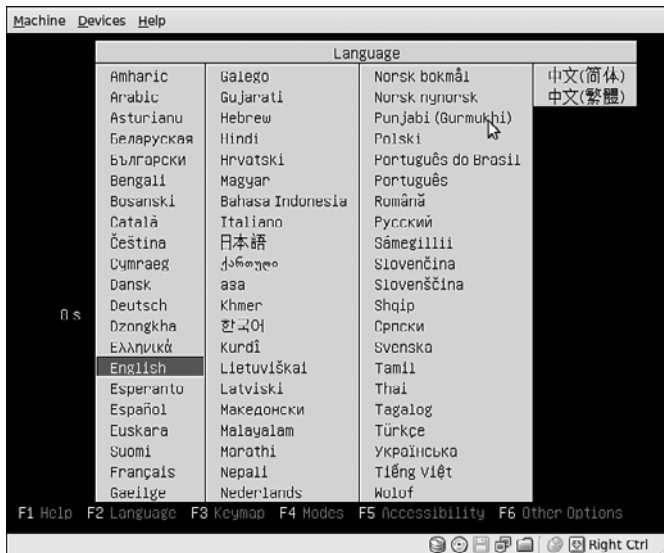 Machine Devices Help
Language
Amharic
Arabic
Asturianu
Беларуская
Български
Bengali
Bosanski
Català
Čeština
Cymraeg
Dansk
Deutsch
Dzongkha
Ελληνικά
English
Esperanto
Español
Euskara
Suomi
Français
Gaeilge
Galego
Gujarati
Hebrew
Hindi
Hrvatski
Magyar
Bahasa Indonesia
Italiano
日本語
ქართული
Khmer
한국어
Kurdî
Lietuviškai
Latviski
Македонски
Malayalam
Marathi
Nepali
Nederlands
Norsk bokmål
Norsk nynorsk
Punjabi (Gurmukhi)
Polski
Português do Brasil
Português
Română
Русский
Sámegillii
Slovenčina
Slovenščina
Shqip
Српски
Svenska
Tamil
Thai
Tagalog
Türkçe
Українська
Tiếng Việt
Wolof
中文(简体)
中文(繁體)
0 s
F1 Help F2 Language F3 Keymap F4 Modes F5 Accessibility F6 Other Options
Right Ctrl